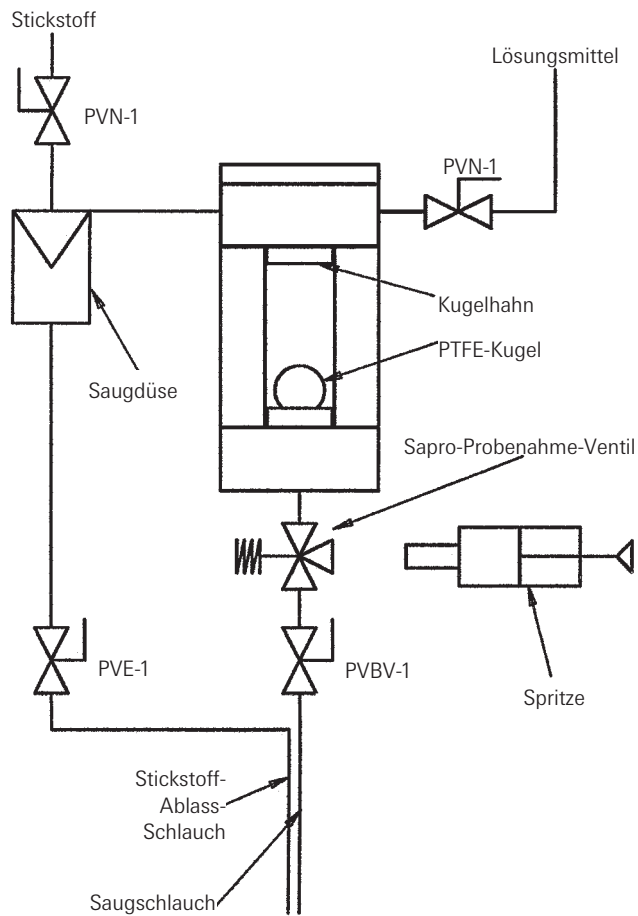 Stickstoff
Lösungsmittel
PVN-1
PVN-1
Kugelhahn
PTFE-Kugel
Saugdüse
Sapro-Probenahme-Ventil
PVE-1
PVBV-1
Spritze
Stickstoff-
Ablass-
Schlauch
Saugschlauch